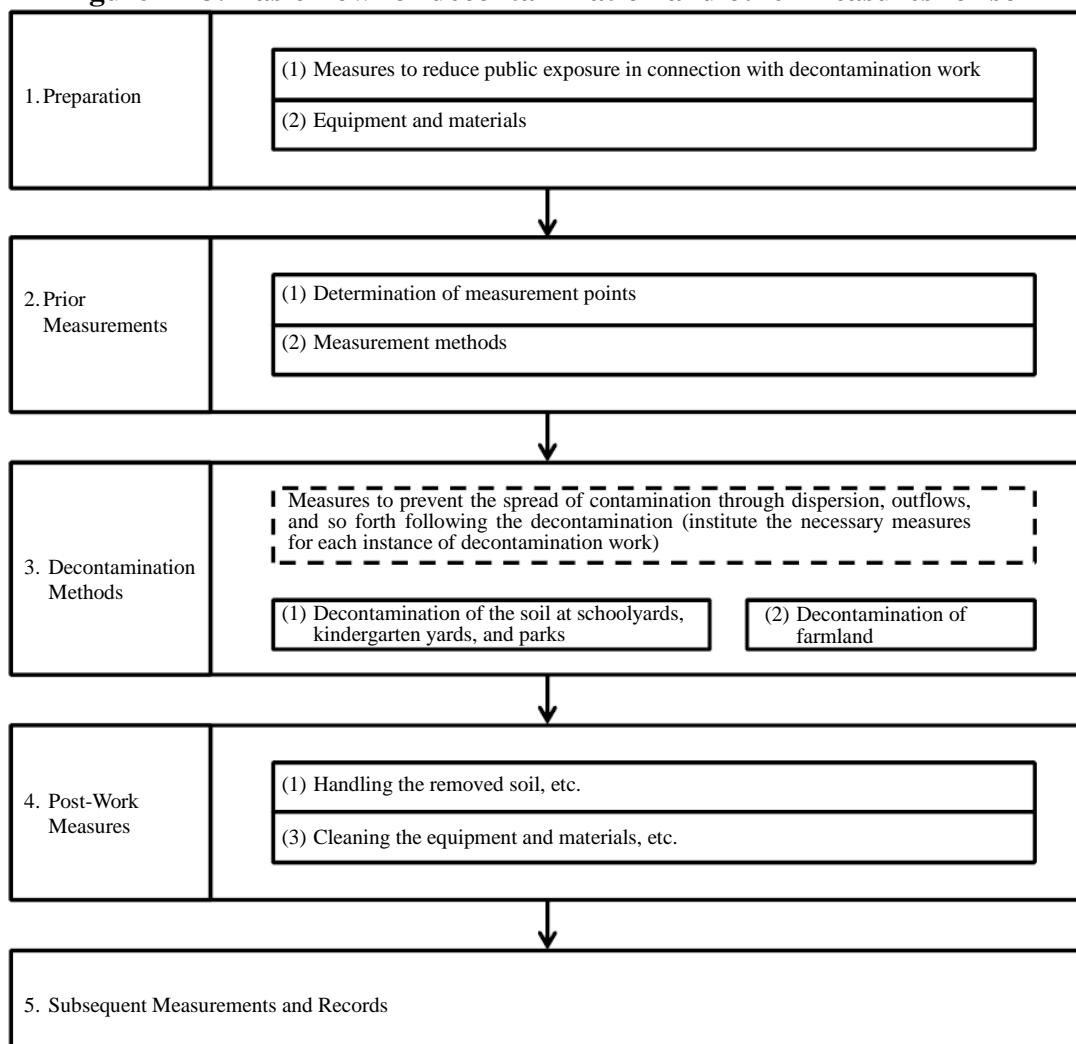 (1) Measures to reduce public exposure in connection with decontamination work
1. Preparation
(2) Equipment and materials
2. Prior
Measurements
(1) Determination of measurement points
(2) Measurement methods
3. Decontamination
Methods
Measures to prevent the spread of contamination through dispersion, outflows,
and so forth following the decontamination (institute the necessary measures
for each instance of decontamination work)
(1) Decontamination of the soil at schoolyards,
kindergarten yards, and parks
(2) Decontamination of
farmland
4. Post-Work
Measures
(1) Handling the removed soil, etc.
(3) Cleaning the equipment and materials, etc.
5. Subsequent Measurements and Records